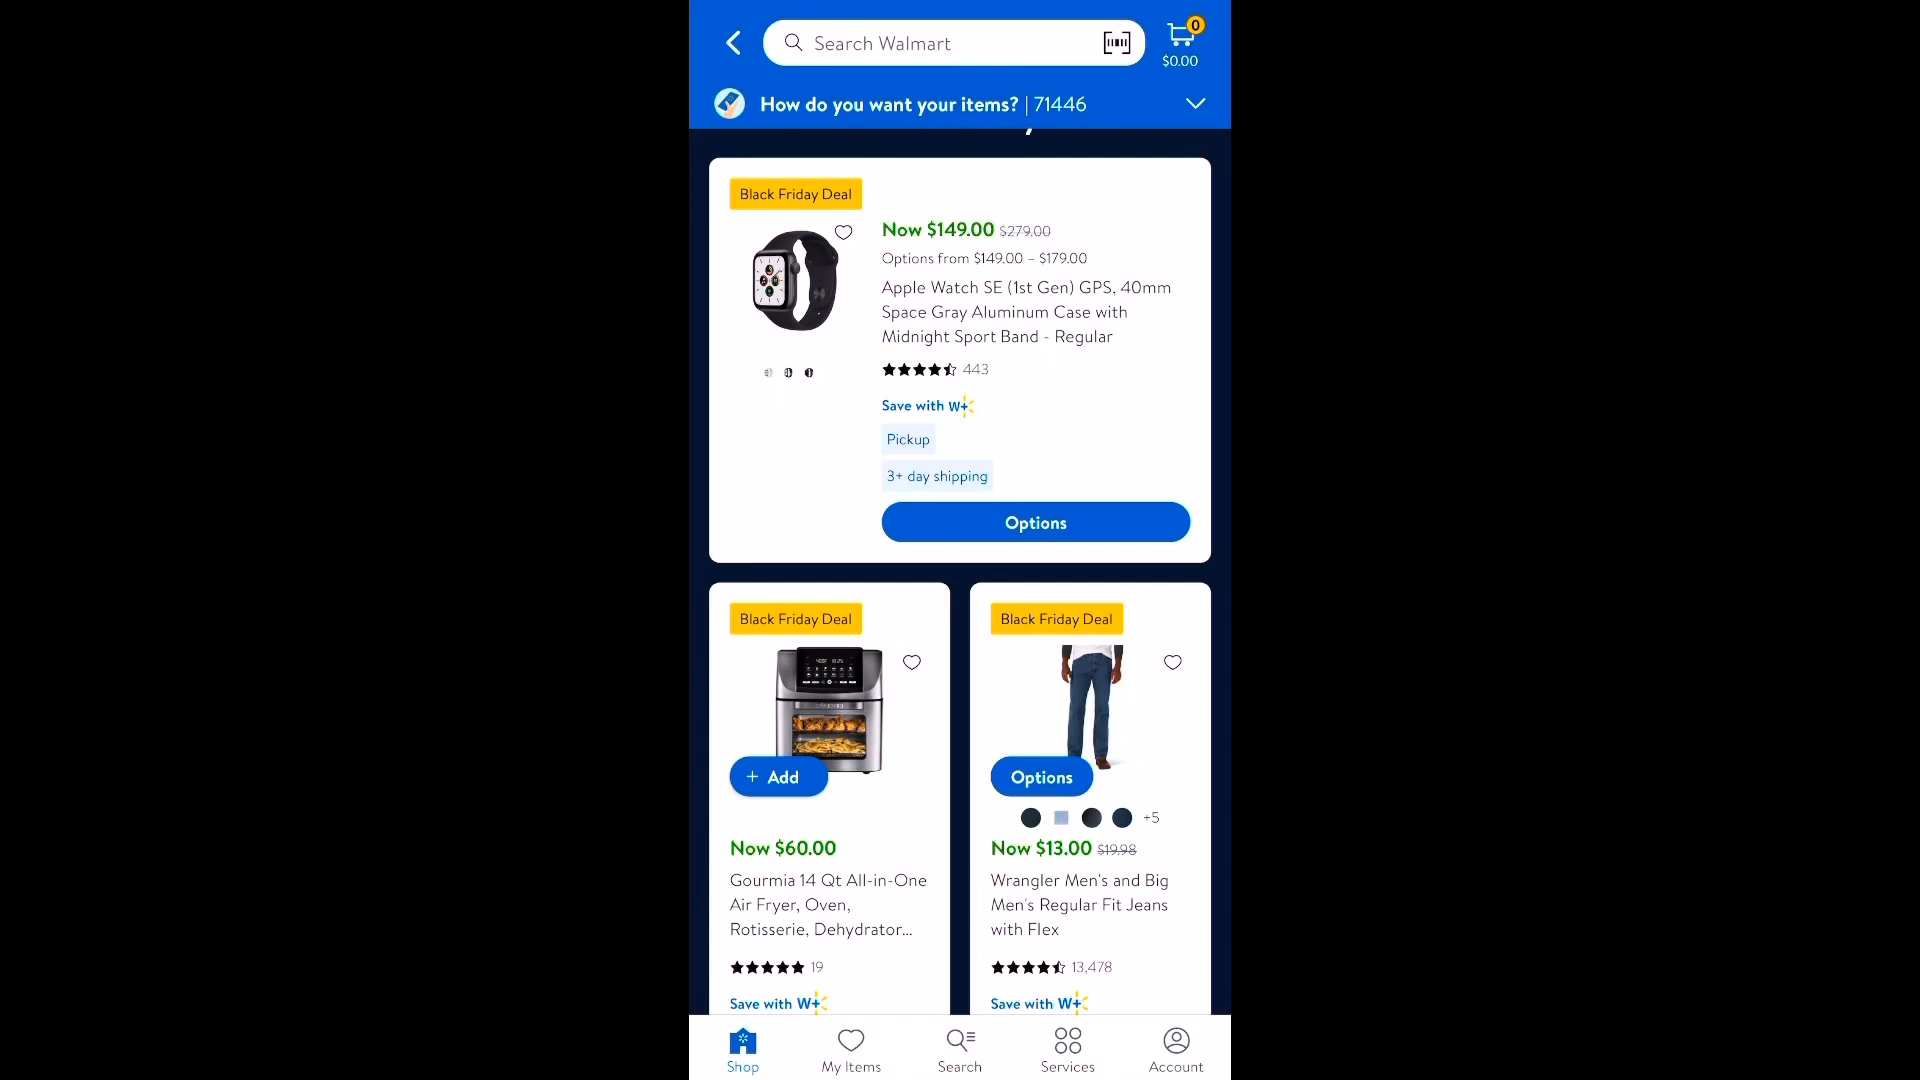 Search Walmart
0
$0.00
How do you want your items? | 71446
Black Friday Deal
Now $149.00 $279.00
Options from $149.00 – $179.00
Apple Watch SE (1st Gen) GPS, 40mm
Space Gray Aluminum Case with
Midnight Sport Band - Regular
443
Save with W+
Pickup
3+ day shipping
Options
Black Friday Deal
+ Add
Now $60.00
Gourmia 14 Qt All-in-One
Air Fryer, Oven,
Rotisserie, Dehydrator...
19
Save with W+
Black Friday Deal
Options
+5
Now $13.00 $19.98
Wrangler Men's and Big
Men's Regular Fit Jeans
with Flex
13,478
Save with W+
Shop
My Items
Search
Services
Account